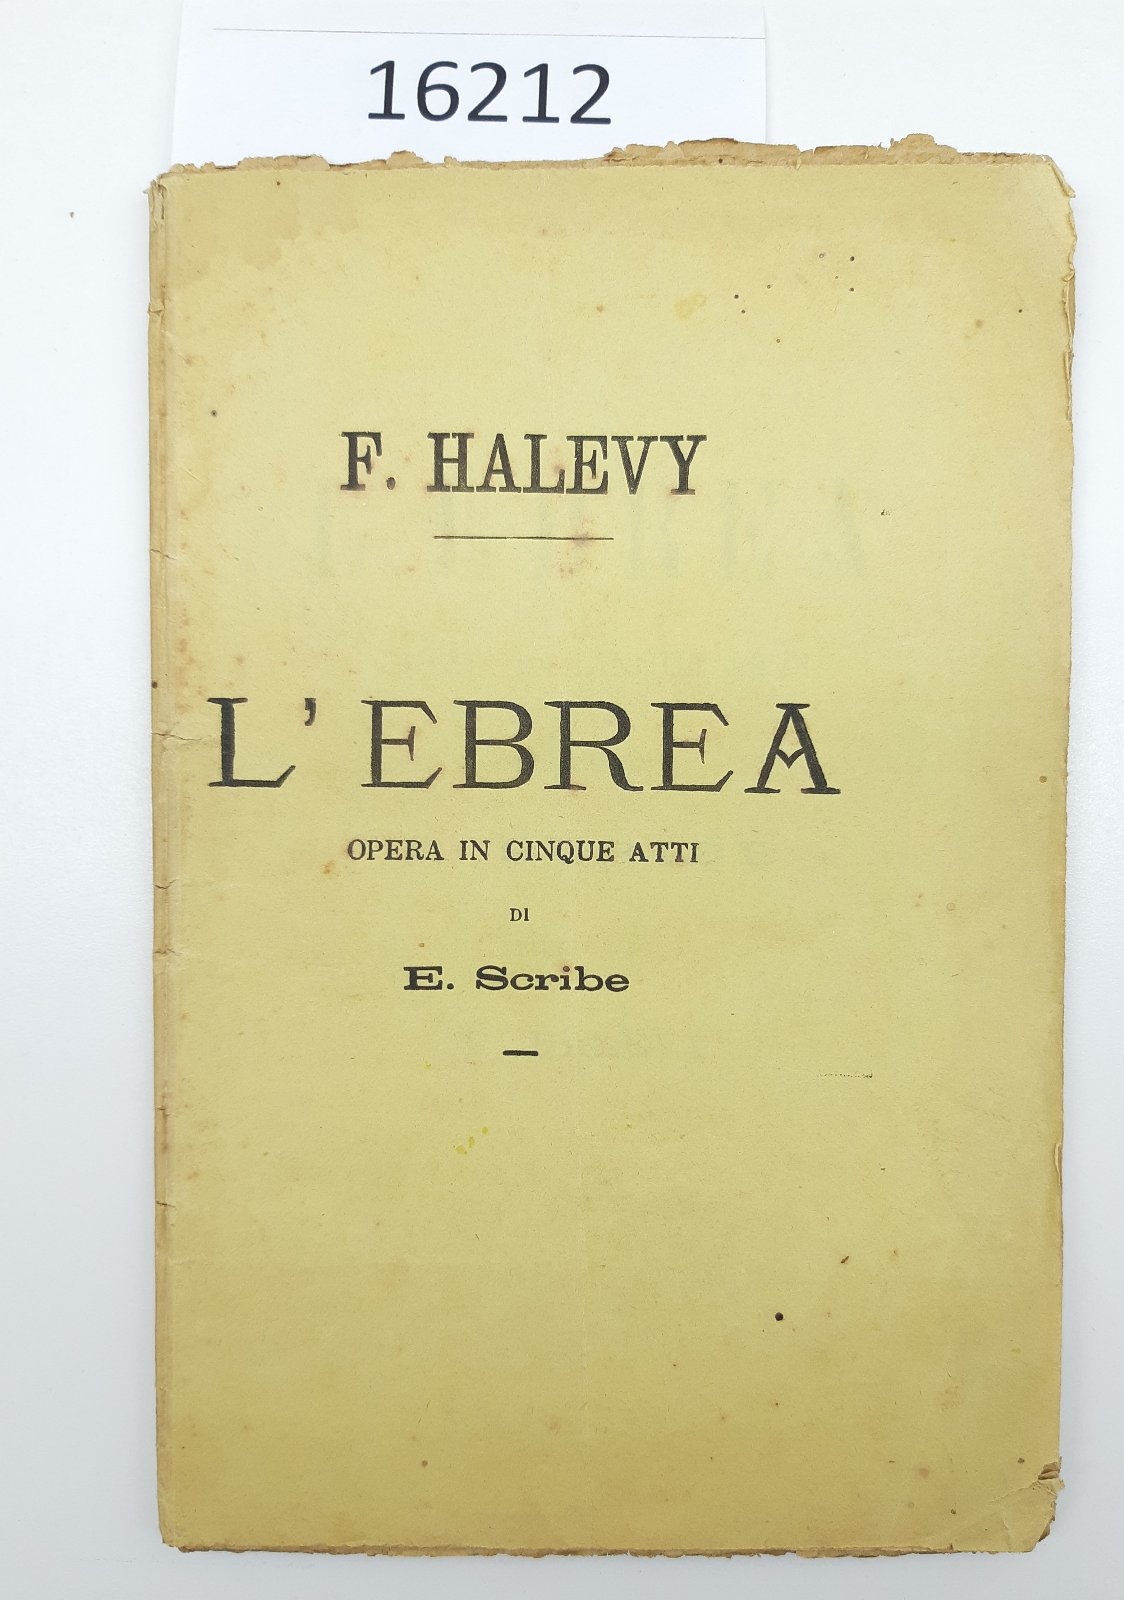 16212
F. HALEVY
L'EBREA
OPERA IN CINQUE ATTI
DI
E. Scribe